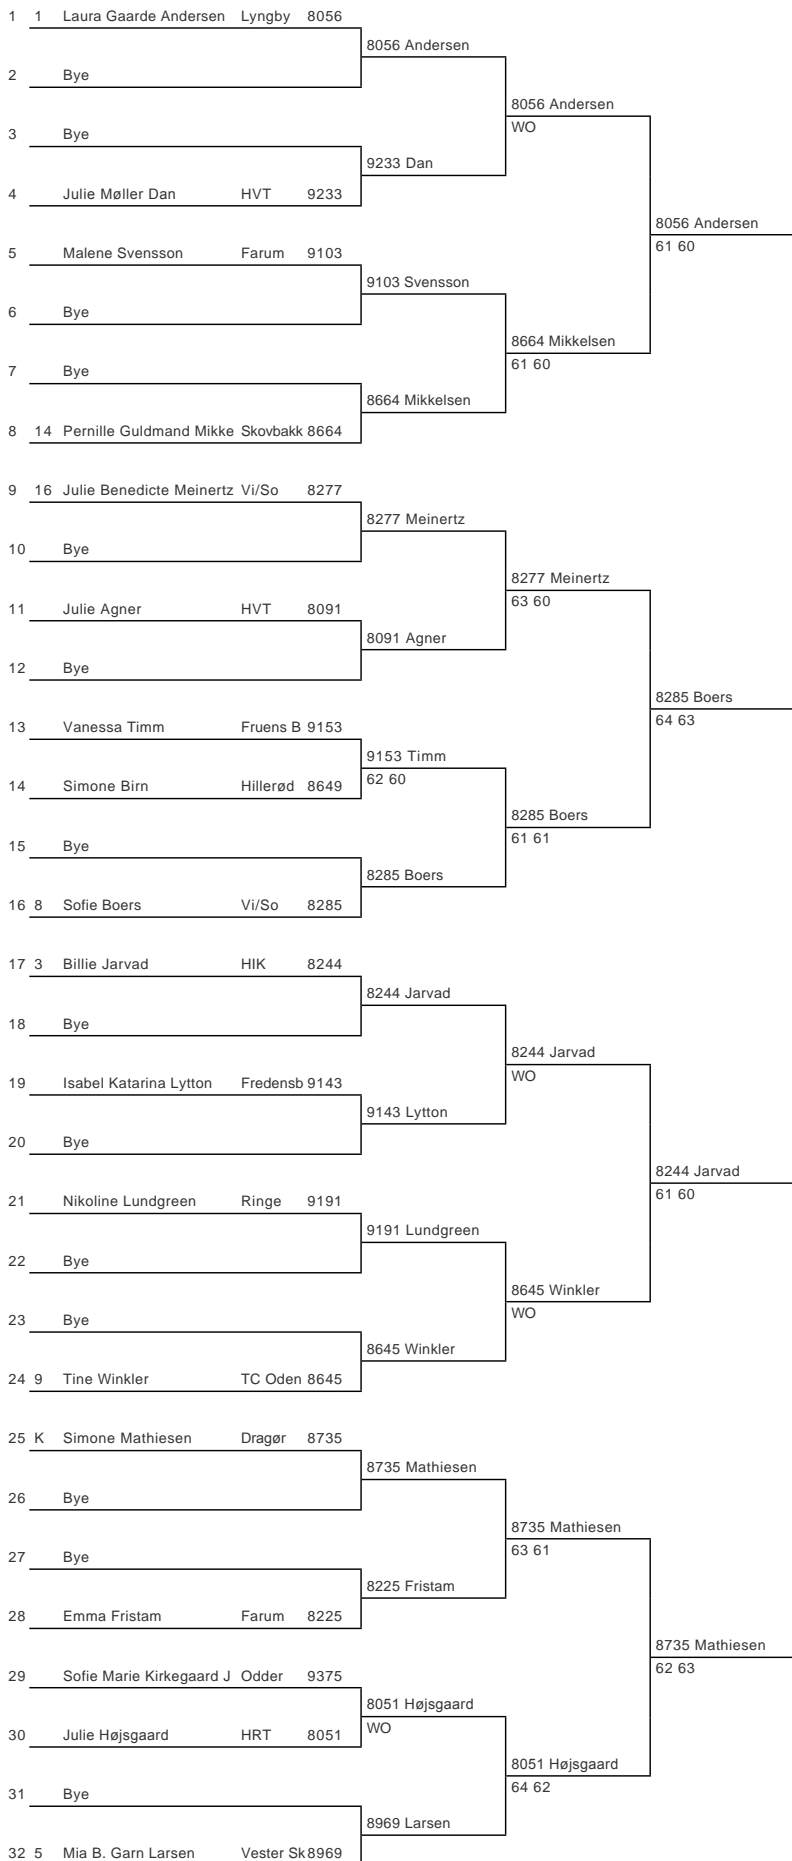 1 1 Laura Gaarde Andersen Lyngby 8056
8056 Andersen
2 Bye
8056 Andersen
WO
3 Bye
9233 Dan
4 Julie Møller Dan HVT 9233
8056 Andersen
61 60
5 Malene Svensson Farum 9103
9103 Svensson
6 Bye
8664 Mikkelsen
61 60
7 Bye
8664 Mikkelsen
8 14 Pernille Guldmand Mikke Skovbakk 8664
9 16 Julie Benedicte Meinertz Vi/So 8277
8277 Meinertz
10 Bye
8277 Meinertz
63 60
11 Julie Agner HVT 8091
8091 Agner
12 Bye
8285 Boers
64 63
13 Vanessa Timm Fruens B 9153
9153 Timm
62 60
14 Simone Birn Hillerød 8649
8285 Boers
61 61
15 Bye
8285 Boers
16 8 Sofie Boers Vi/So 8285
17 3 Billie Jarvad HIK 8244
8244 Jarvad
18 Bye
8244 Jarvad
WO
19 Isabel Katarina Lytton Fredensb 9143
9143 Lytton
20 Bye
8244 Jarvad
61 60
21 Nikoline Lundgreen Ringe 9191
9191 Lundgreen
22 Bye
8645 Winkler
WO
23 Bye
8645 Winkler
24 9 Tine Winkler TC Oden 8645
25 K Simone Mathiesen Dragør 8735
8735 Mathiesen
26 Bye
8735 Mathiesen
63 61
27 Bye
8225 Fristam
28 Emma Fristam Farum 8225
8735 Mathiesen
62 63
29 Sofie Marie Kirkegaard J Odder 9375
8051 Højsgaard
WO
30 Julie Højsgaard HRT 8051
8051 Højsgaard
64 62
31 Bye
8969 Larsen
32 5 Mia B. Garn Larsen Vester Sk 8969